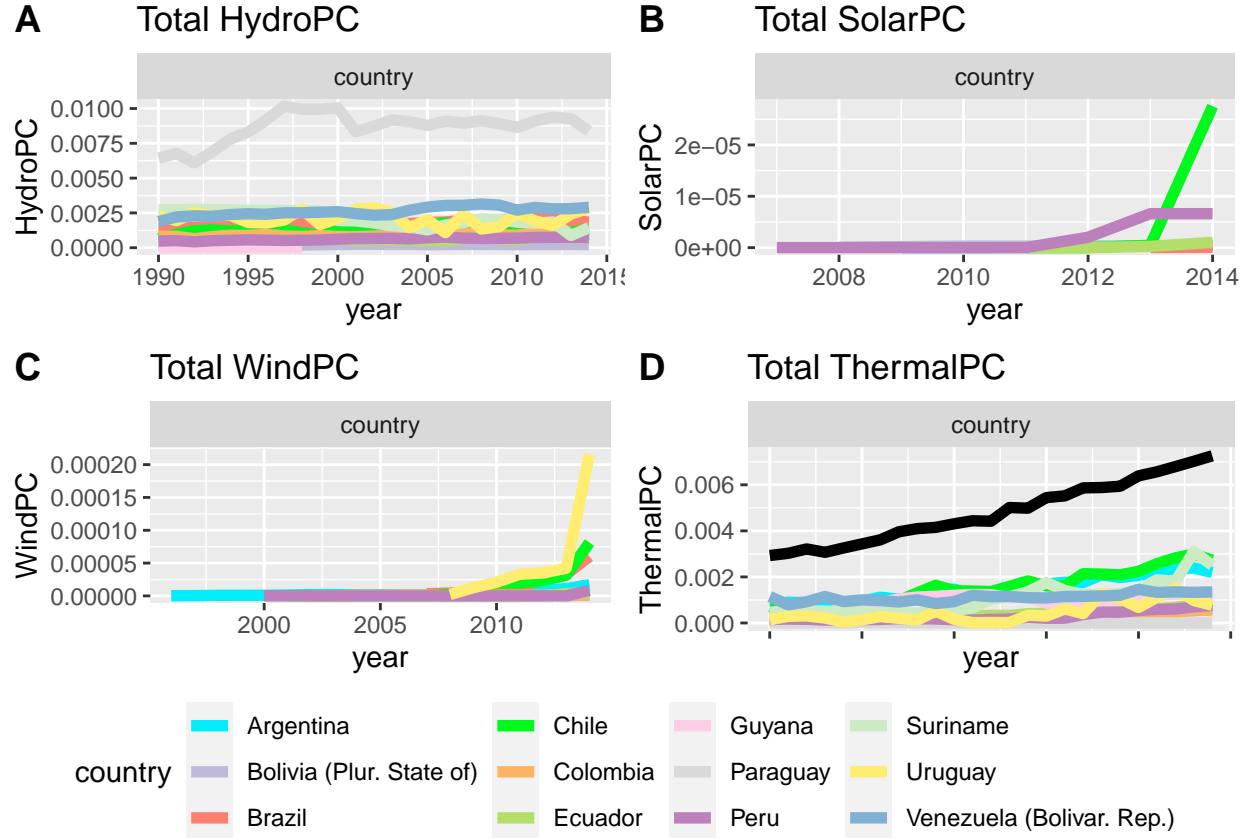 A Total HydroPC
country
HydroPC
0.0100
0.0075
0.0050
0.0025
0.0000
1990 1995 2000 2005 2010 2015
year
B Total SolarPC
country
SolarPC
2e−05
1e−05
0e+00
2008 2010 2012 2014
year
C Total WindPC
country
WindPC
0.00020
0.00015
0.00010
0.00005
0.00000
2000 2005 2010
year
D Total ThermalPC
country
ThermalPC
0.006
0.004
0.002
0.000
year
country
Argentina Chile Guyana Suriname
Bolivia (Plur. State of) Colombia Paraguay Uruguay
Brazil Ecuador Peru Venezuela (Bolivar. Rep.)